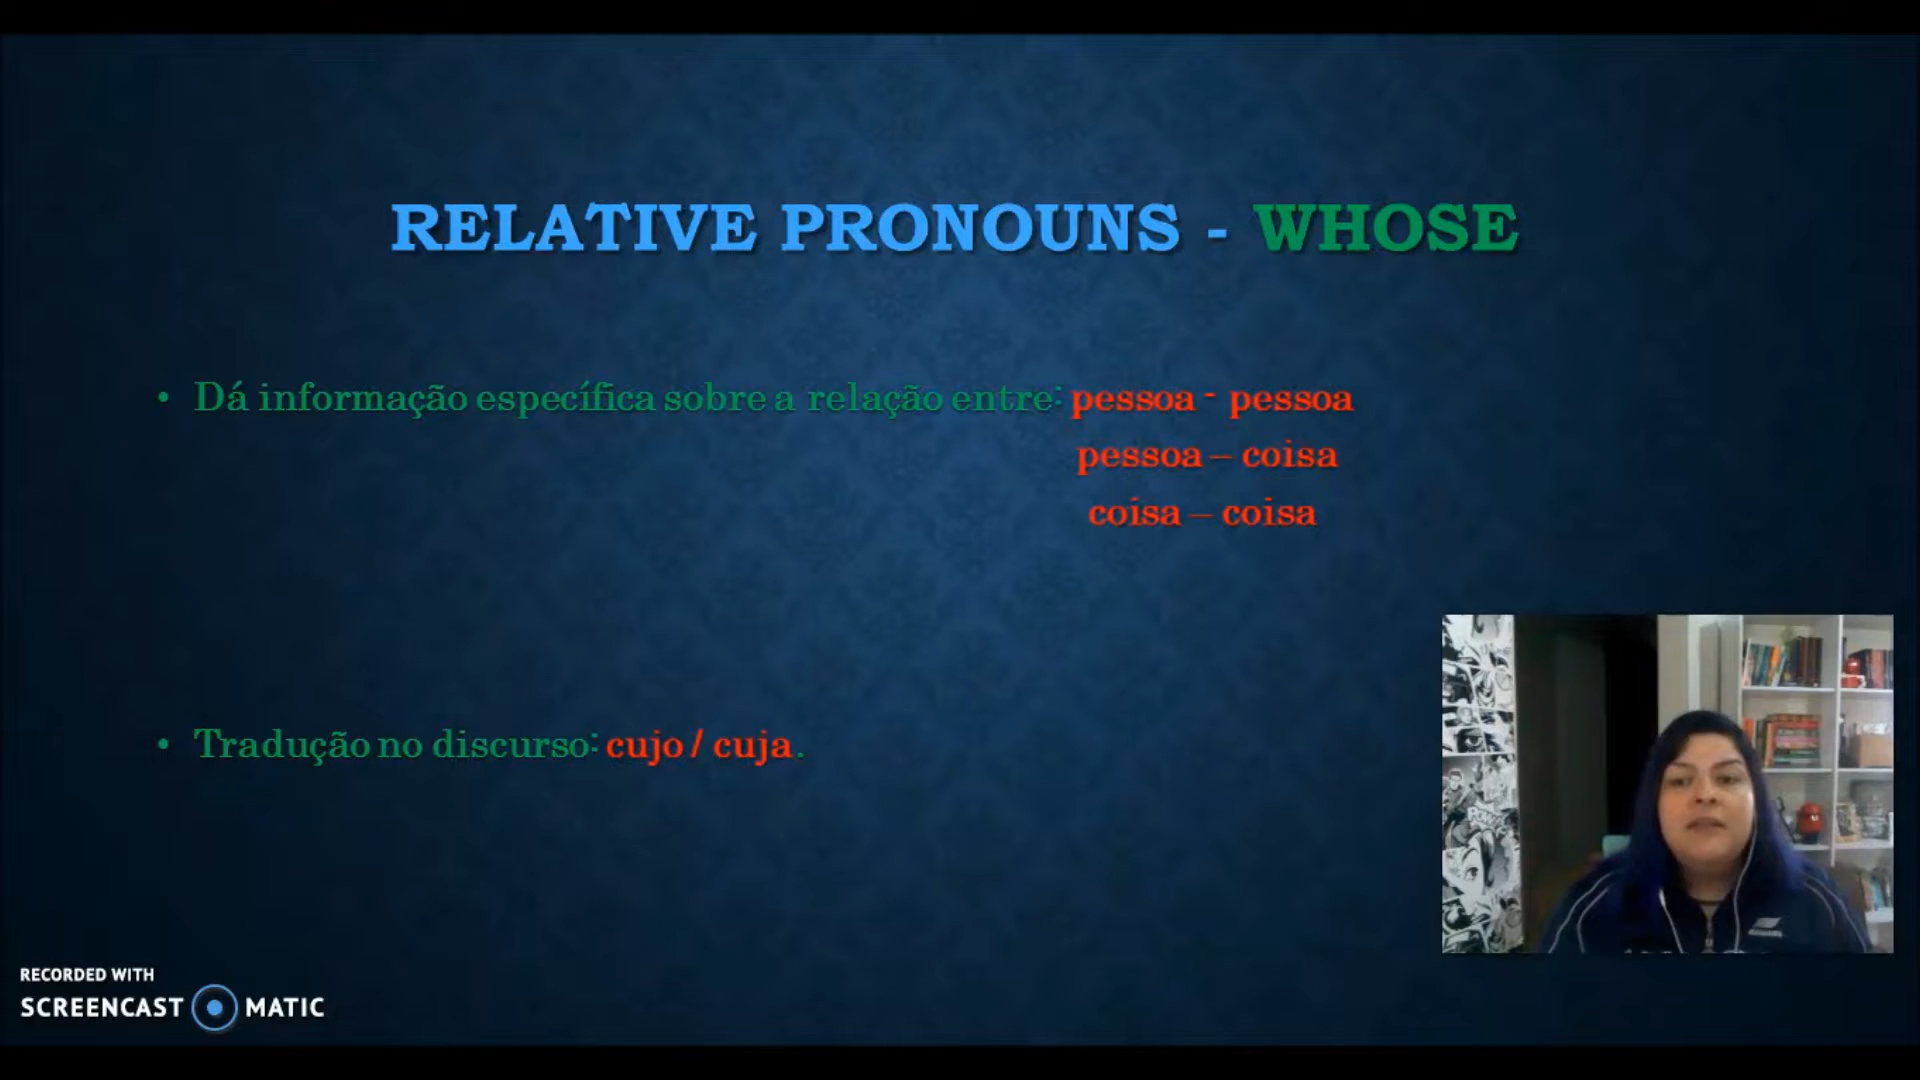 RELATIVE PRONOUNS - WHOSE
• Dá informação específica sobre a relação entre: pessoa - pessoa
pessoa – coisa
coisa – coisa
• Tradução no discurso: cujo / cuja.
RECORDED WITH
SCREENCAST MATIC